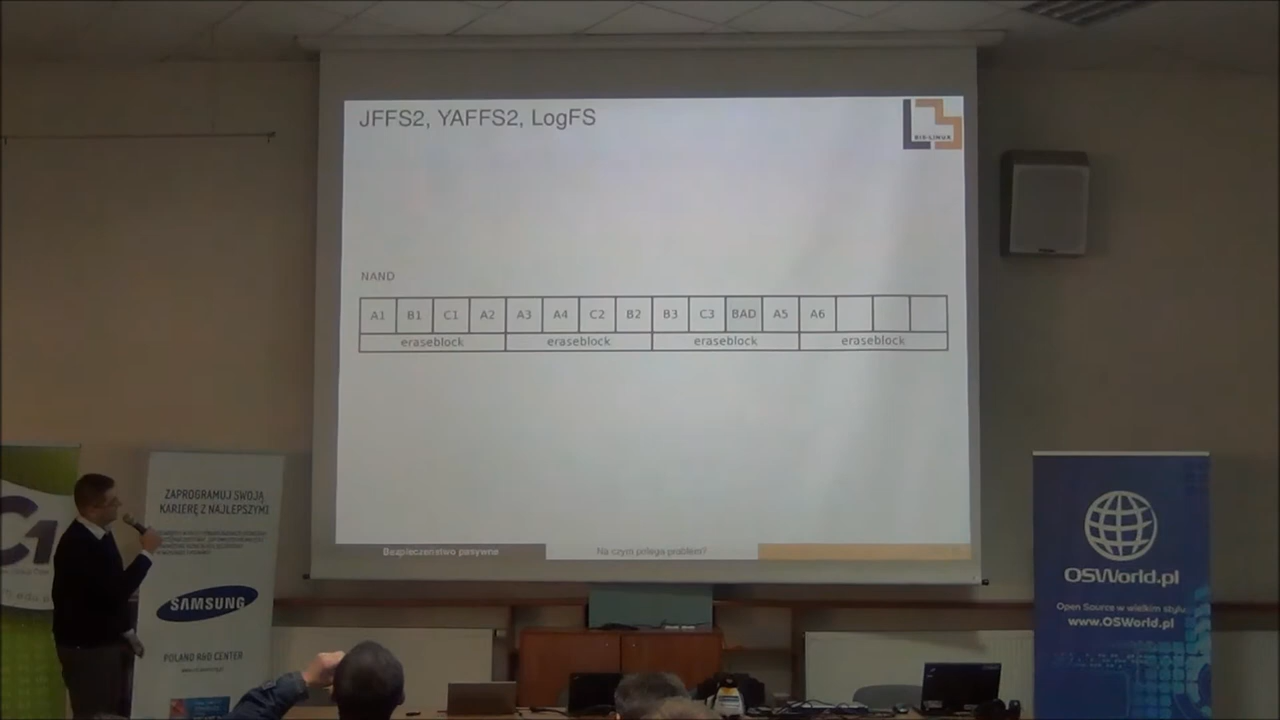 JFFS2, YAFFS2, LogFS
BIS-LINUX
NAND
A1 B1 C1 A2 A3 A4 C2 B2 B3 C3 BAD A5 A6
eraseblock eraseblock eraseblock eraseblock
Bezpieczeństwo pasywne
Na czym polega problem?
ZAPROGRAMUJ SWOJĄ
KARIERĘ Z NAJLEPSZYMI
SAMSUNG
POLAND R&D CENTER
OSWorld.pl
Open Source w wielkim stylu
www.OSWorld.pl